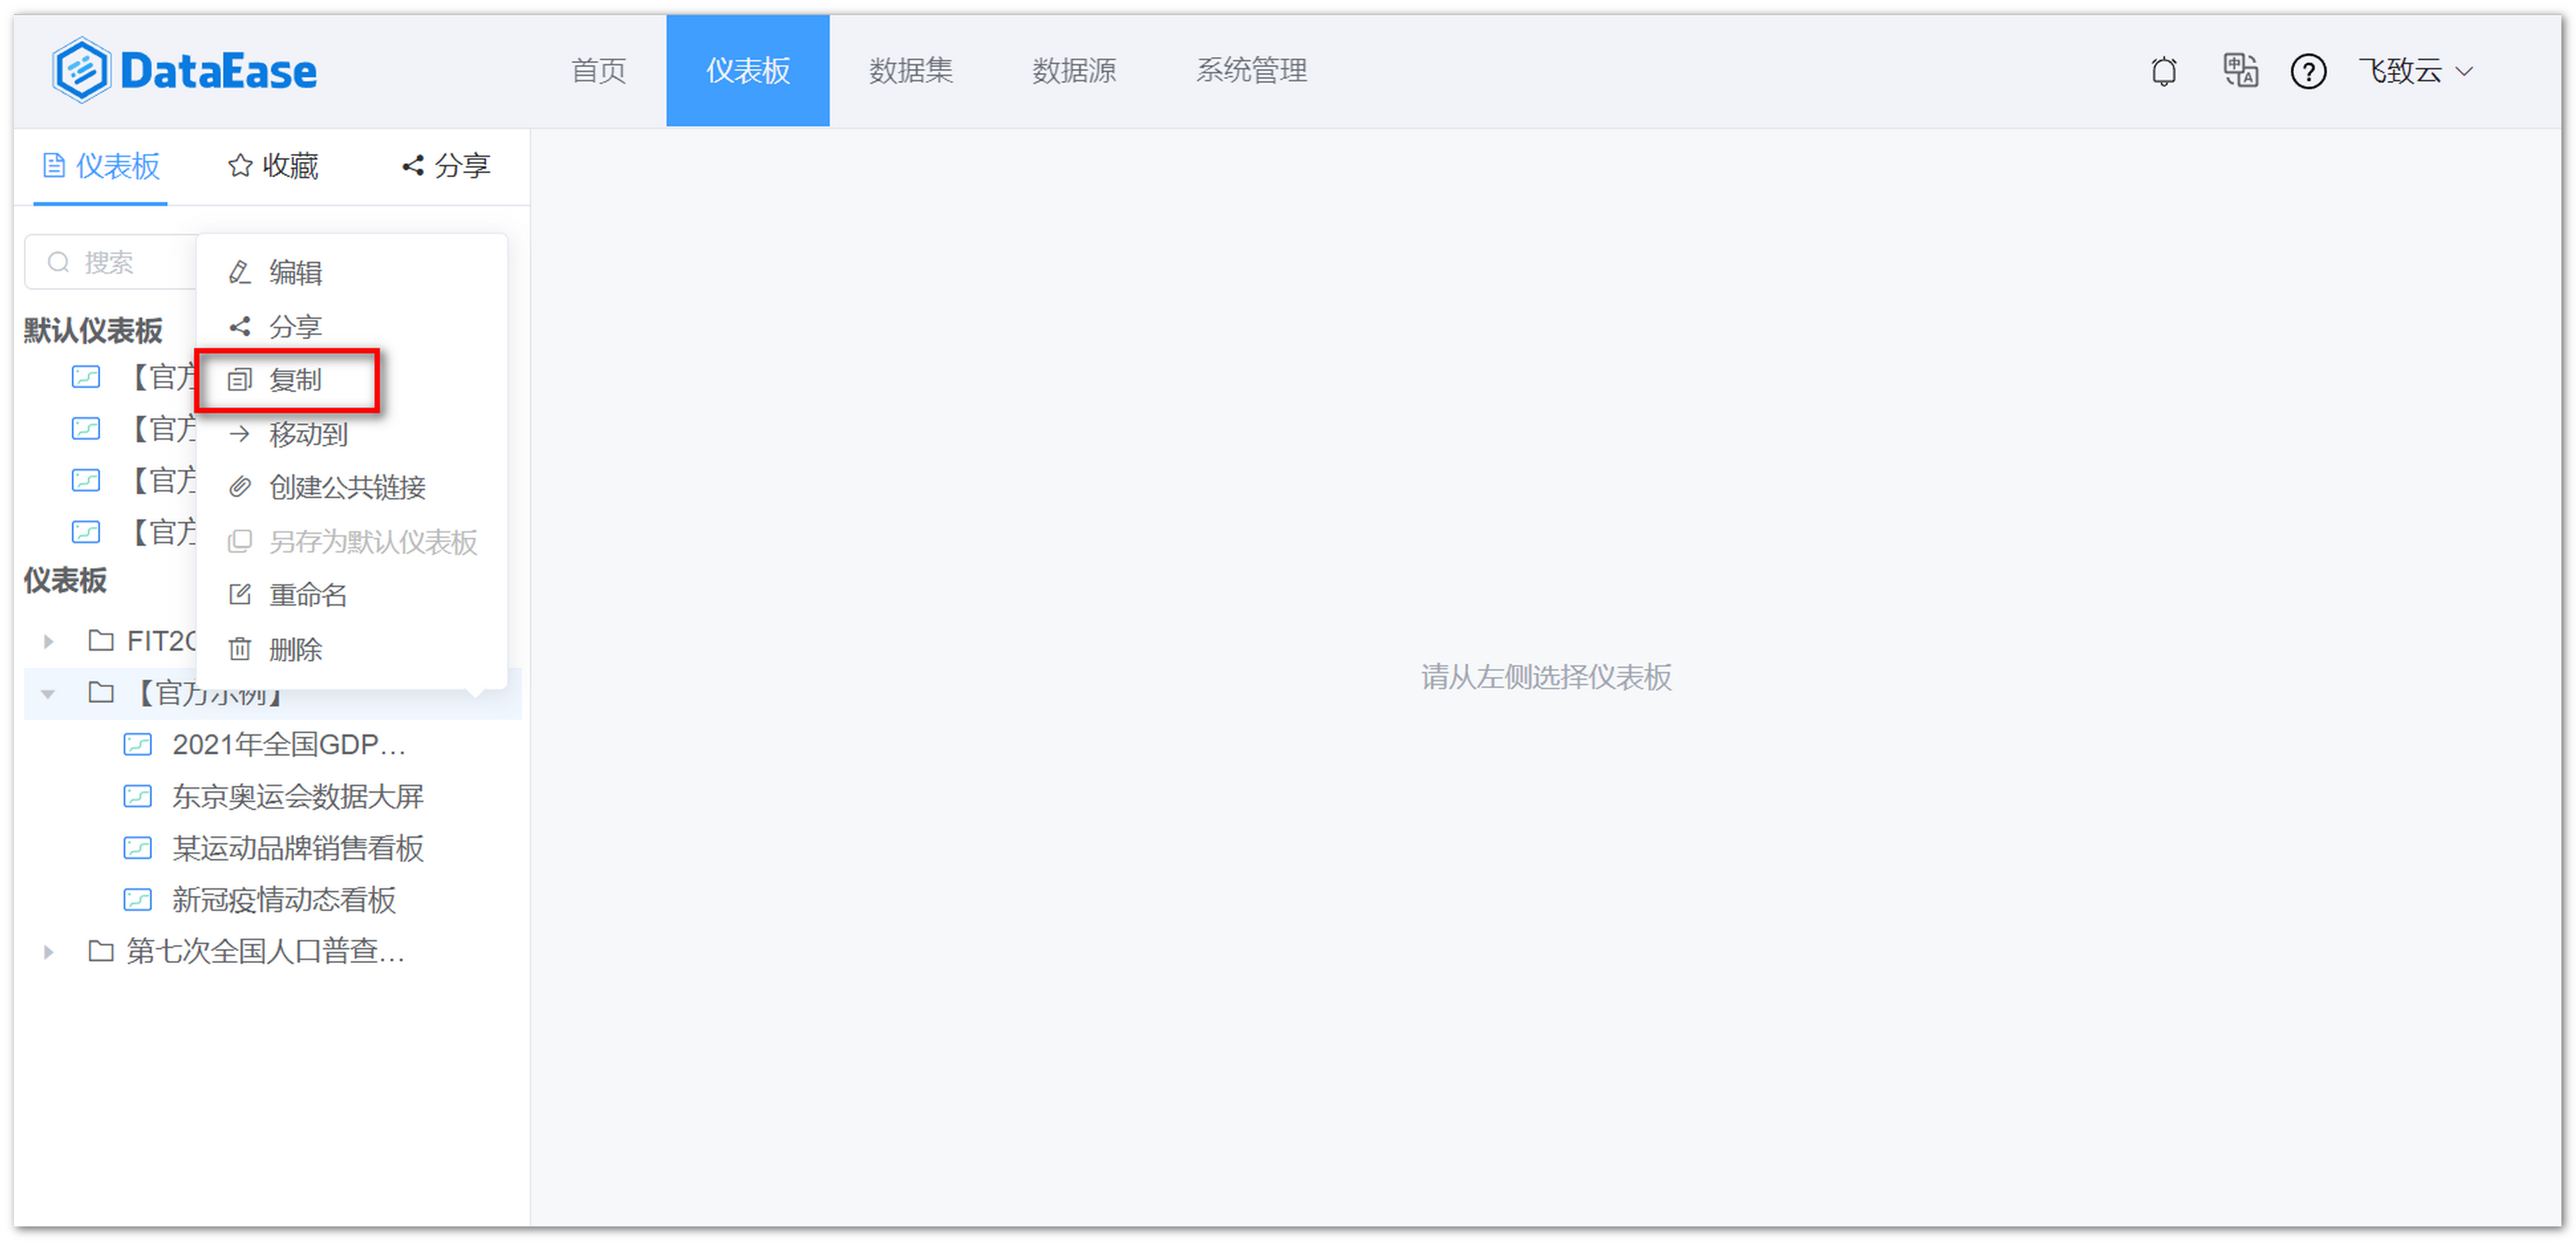 DataEase 首页 仪表板 数据集 数据源 系统管理 飞致云
仪表板 收藏 分享
搜索
编辑
分享
复制
移动到
创建公共链接
另存为默认仪表板
重命名
删除
默认仪表板
【官方
【官方
【官方
【官方
仪表板
FIT2C
【官方示例】
2021年全国GDP...
东京奥运会数据大屏
某运动品牌销售看板
新冠疫情动态看板
第七次全国人口普查...
请从左侧选择仪表板